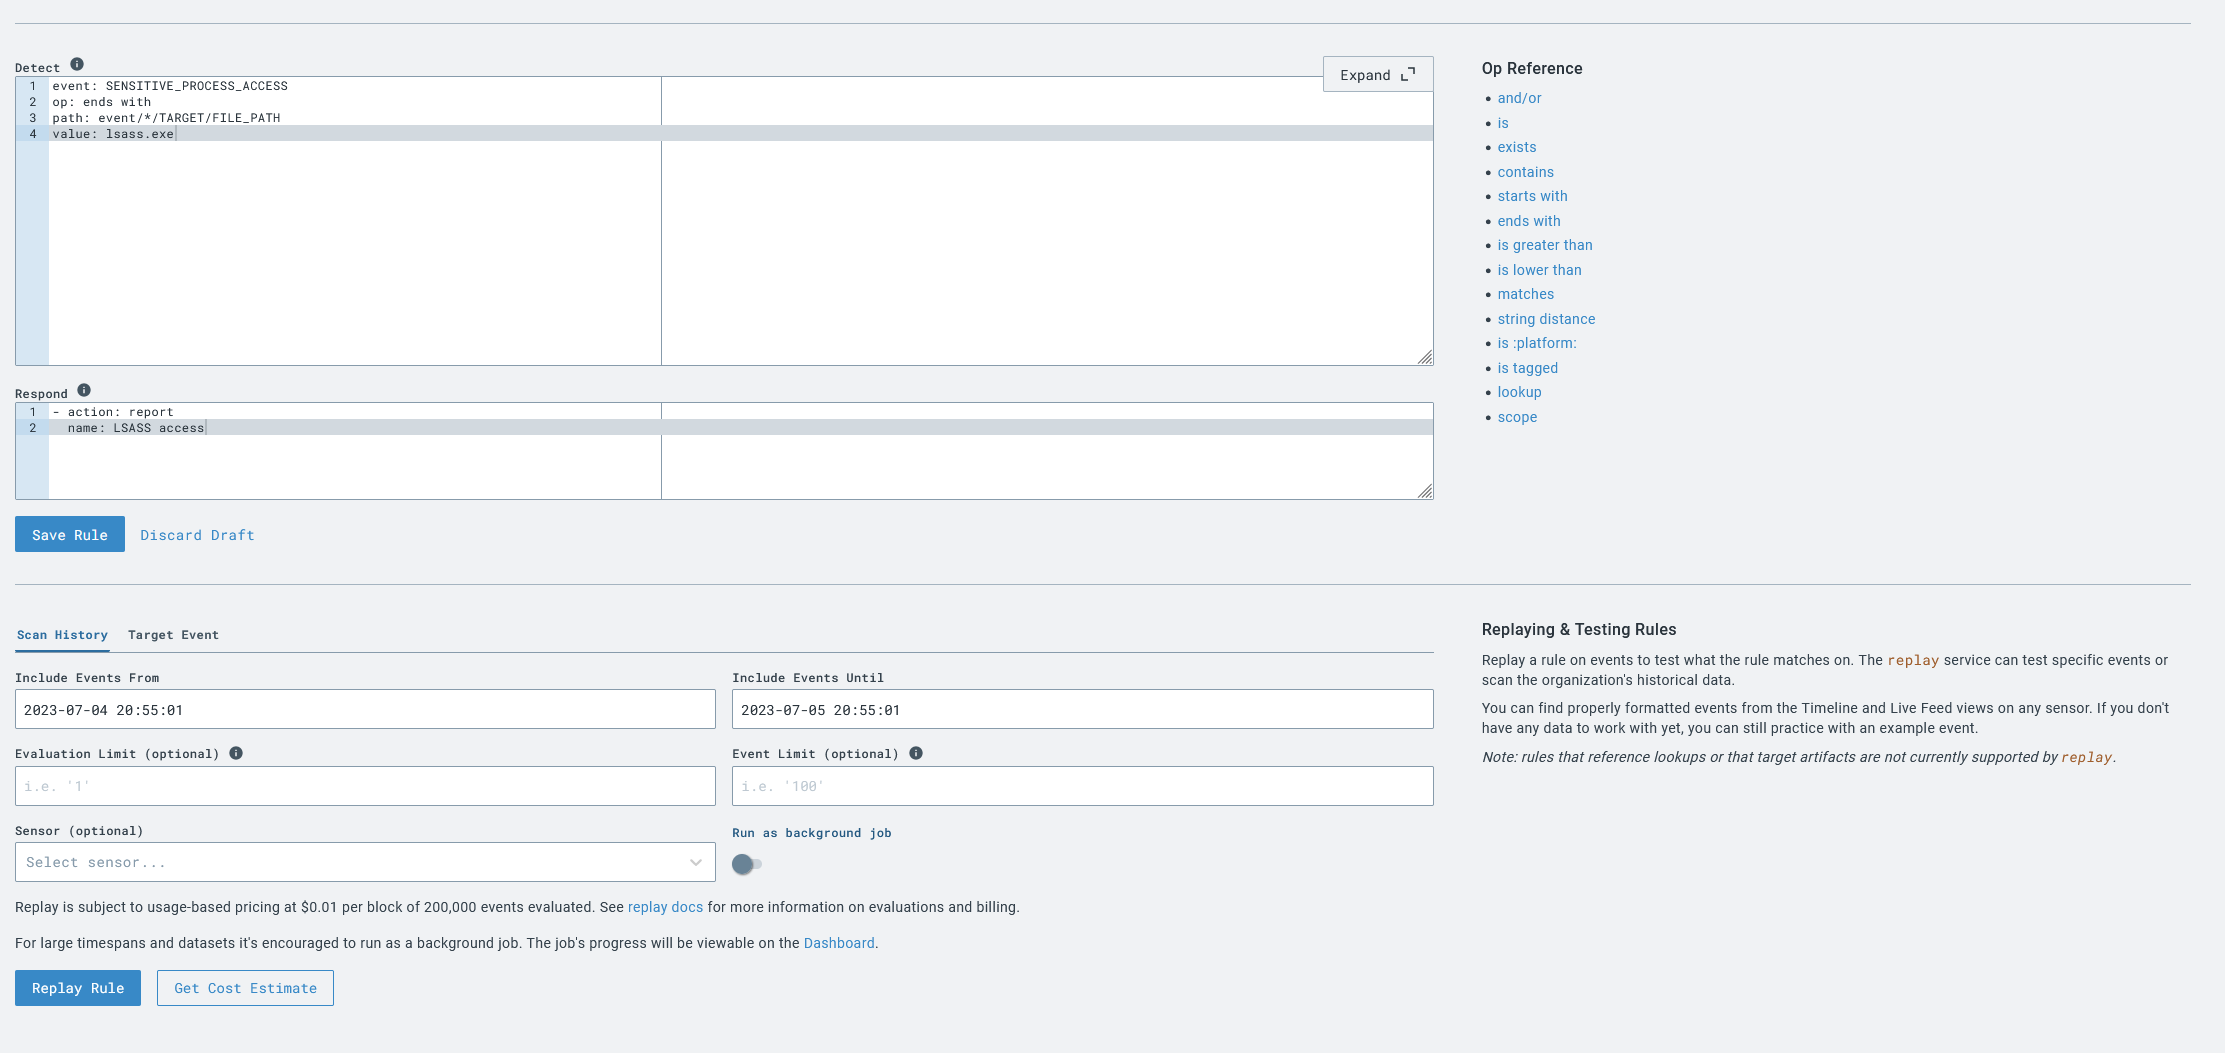 Detect
Expand
1 event: SENSITIVE_PROCESS_ACCESS
2 op: ends with
3 path: event/*/TARGET/FILE_PATH
4 value: lsass.exe
Respond
1 - action: report
2 name: LSASS access
Save Rule Discard Draft
Op Reference
and/or
is
exists
contains
starts with
ends with
is greater than
is lower than
matches
string distance
is :platform:
is tagged
lookup
scope
Scan History Target Event
Include Events From
2023-07-04 20:55:01
Include Events Until
2023-07-05 20:55:01
Evaluation Limit (optional)
i.e. '1'
Event Limit (optional)
i.e. '100'
Sensor (optional)
Select sensor...
Run as background job
Replay is subject to usage-based pricing at $0.01 per block of 200,000 events evaluated. See replay docs for more information on evaluations and billing.
For large timespans and datasets it's encouraged to run as a background job. The job's progress will be viewable on the Dashboard.
Replay Rule Get Cost Estimate
Replaying & Testing Rules
Replay a rule on events to test what the rule matches on. The replay service can test specific events or
scan the organization's historical data.
You can find properly formatted events from the Timeline and Live Feed views on any sensor. If you don't
have any data to work with yet, you can still practice with an example event.
Note: rules that reference lookups or that target artifacts are not currently supported by replay.